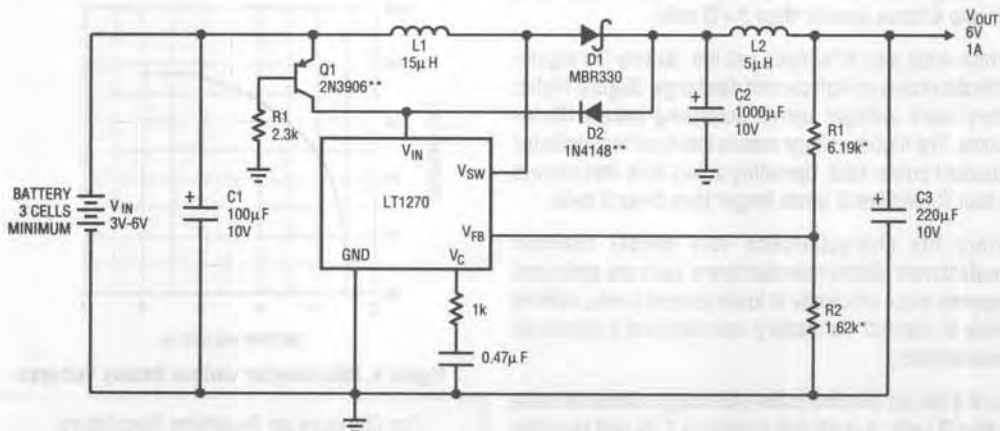 VOUT
6V
1A
L1
15µH
D1
MBR330
L2
5µH
Q1
2N3906**
R1
2.3k
D2
1N4148**
C2
1000µF
10V
R1
6.19k*
VIN
VSW
LT1270
VFB
GND
VC
BATTERY
3 CELLS
MINIMUM
VIN
3V-6V
C1
100µF
10V
C3
220µF
10V
1k
0.47µF
R2
1.62k*